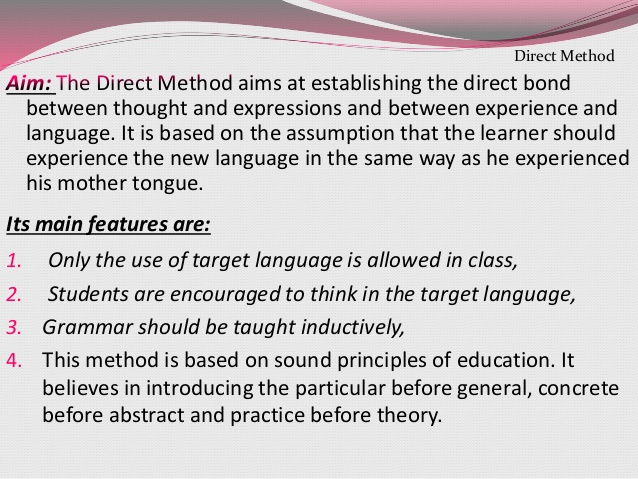 Direct Method
Aim: The Direct Method aims at establishing the direct bond
between thought and expressions and between experience and
language. It is based on the assumption that the learner should
experience the new language in the same way as he experienced
his mother tongue.
Its main features are:
1. Only the use of target language is allowed in class,
2. Students are encouraged to think in the target language,
3. Grammar should be taught inductively,
4. This method is based on sound principles of education. It
believes in introducing the particular before general, concrete
before abstract and practice before theory.